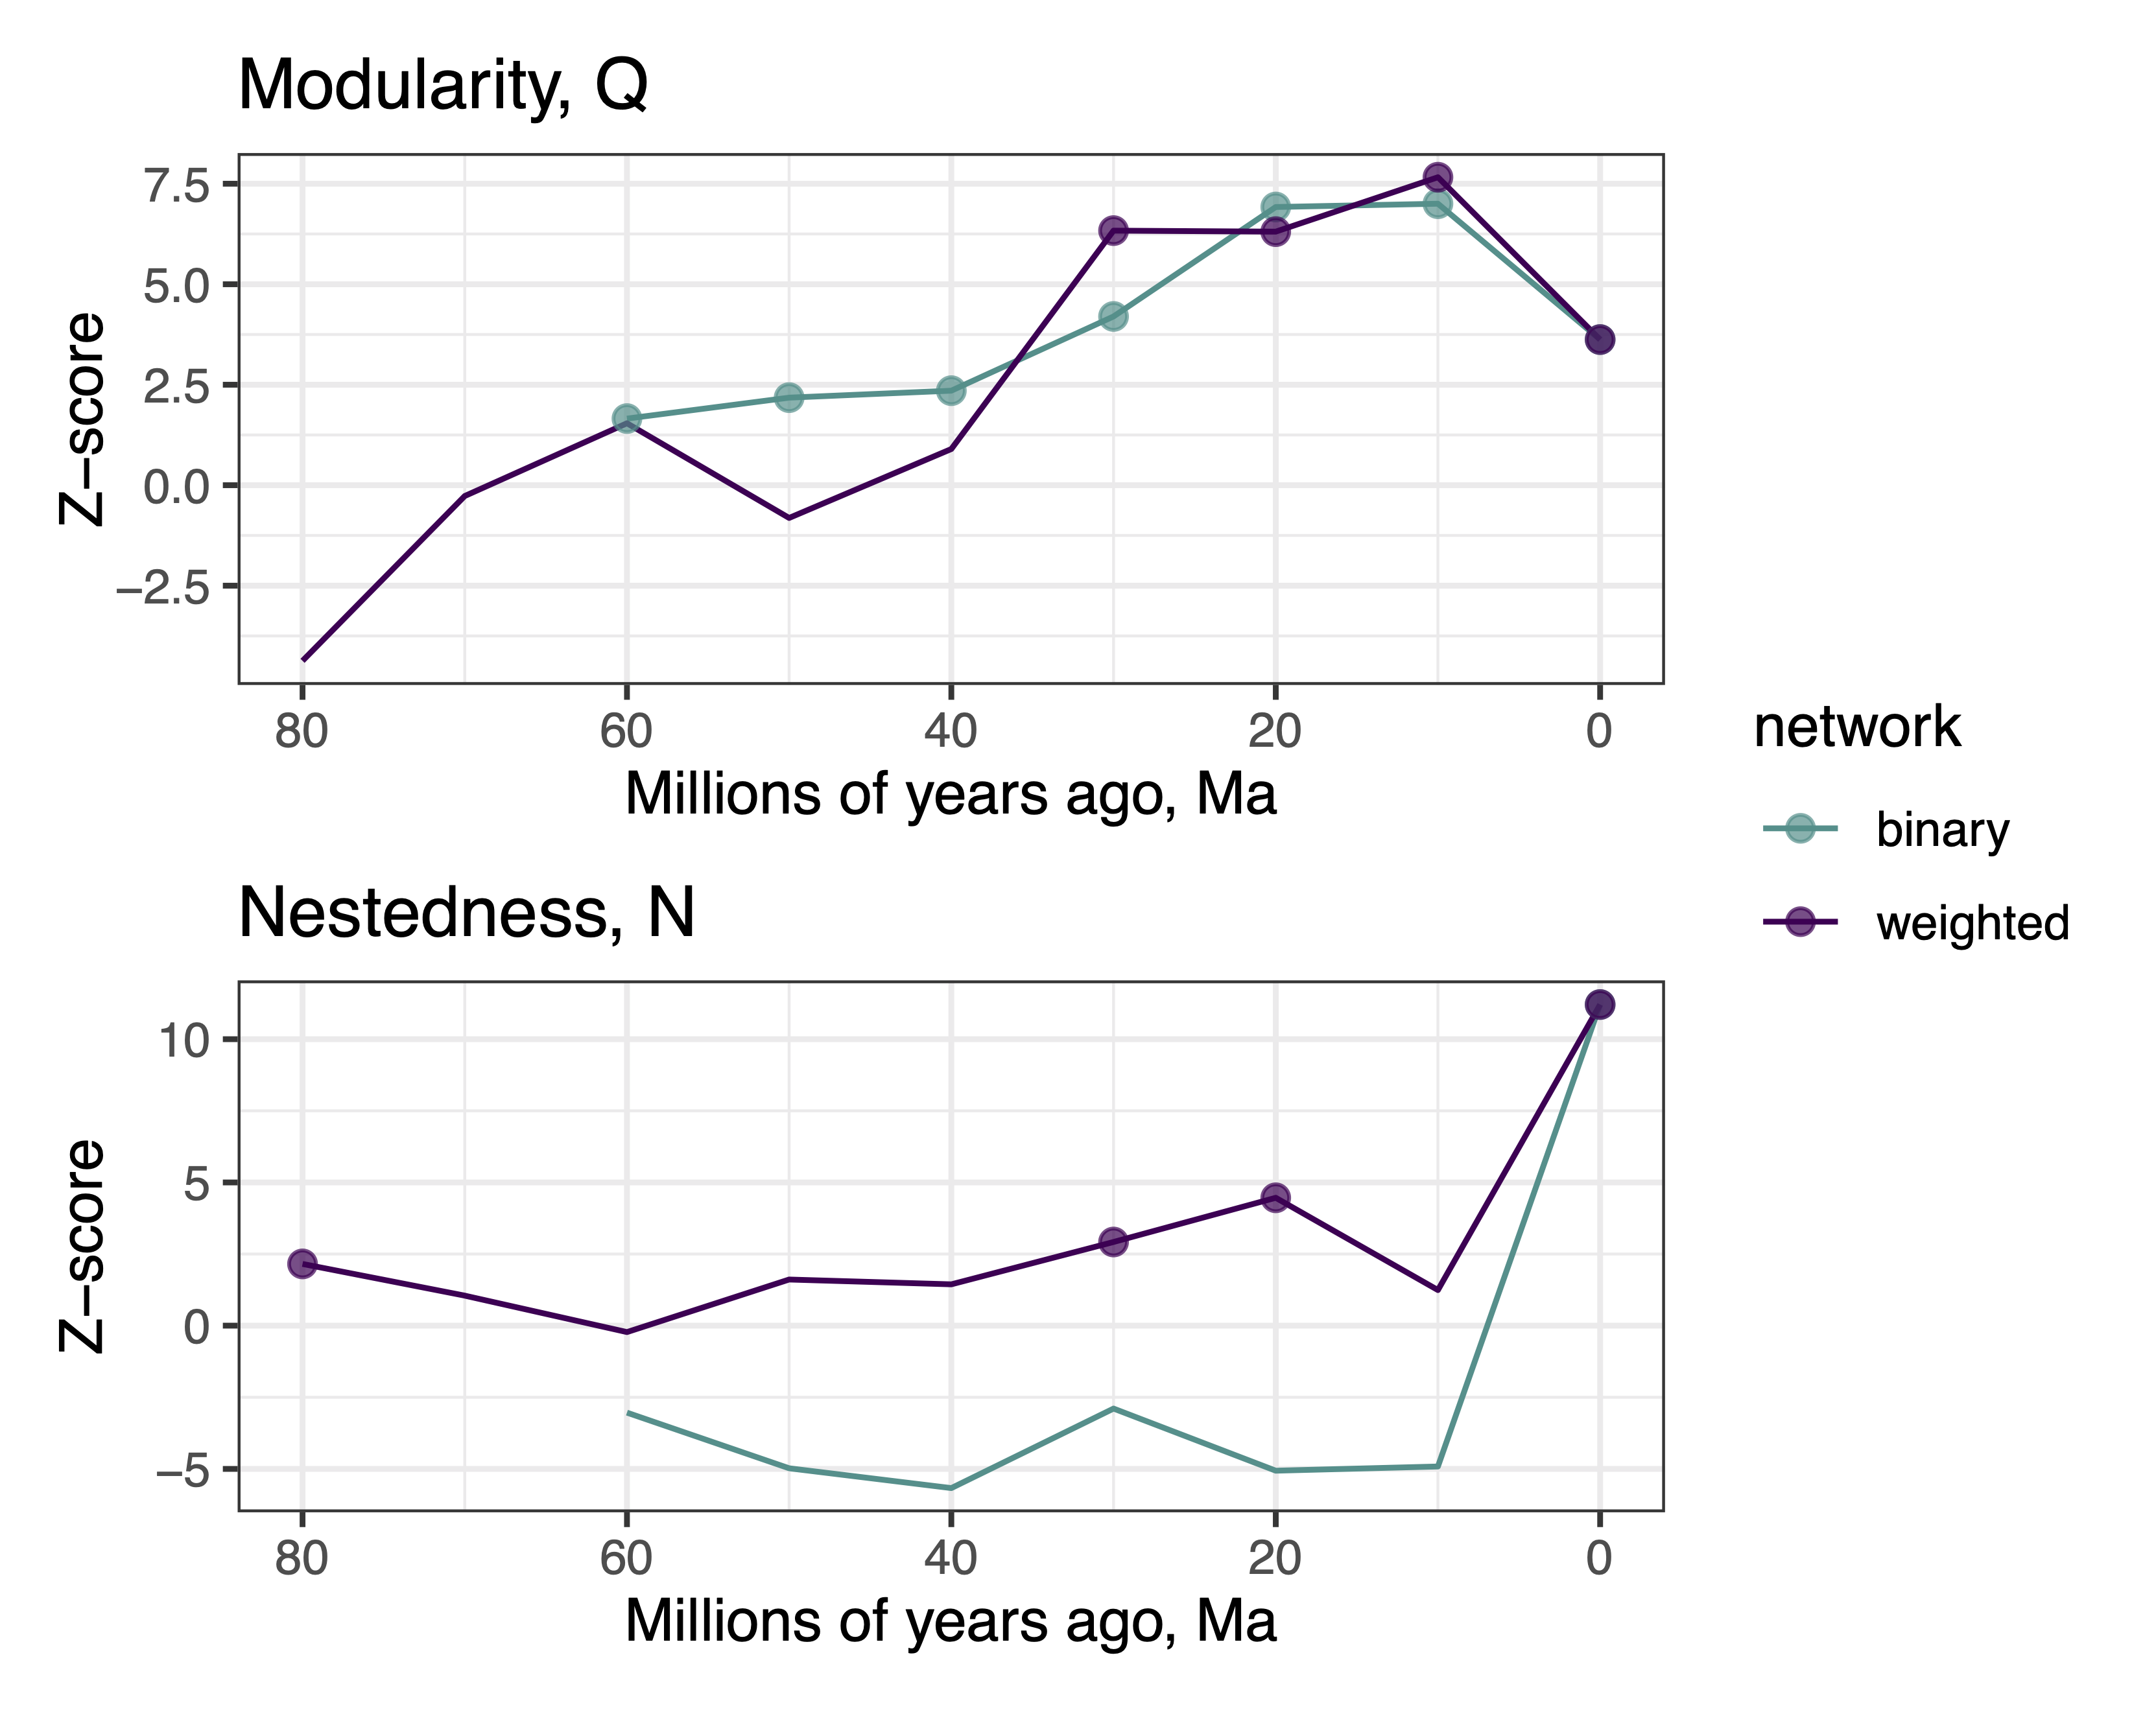 Modularity, Q
7.5
5.0
2.5
0.0
−2.5
Z−score
80 60 40 20 0
Millions of years ago, Ma
network
binary
weighted
Nestedness, N
10
5
0
−5
Z−score
80 60 40 20 0
Millions of years ago, Ma